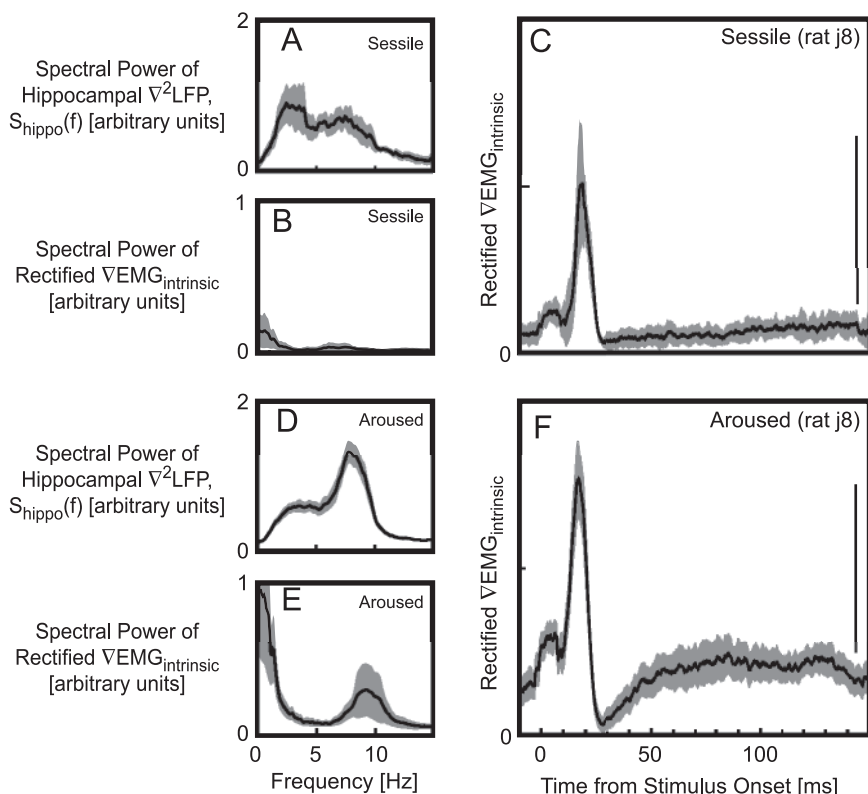 2
A
Sessile
Spectral Power of
Hippocampal ∇²LFP,
S_hippo(f) [arbitrary units]
0
1
B
Sessile
Spectral Power of
Rectified ∇EMG_intrinsic
[arbitrary units]
0
C
Sessile (rat j8)
Rectified ∇EMG_intrinsic
0
2
D
Aroused
Spectral Power of
Hippocampal ∇²LFP,
S_hippo(f) [arbitrary units]
0
1
E
Aroused
Spectral Power of
Rectified ∇EMG_intrinsic
[arbitrary units]
0
0 5 10
Frequency [Hz]
F
Aroused (rat j8)
Rectified ∇EMG_intrinsic
0
0 50 100
Time from Stimulus Onset [ms]